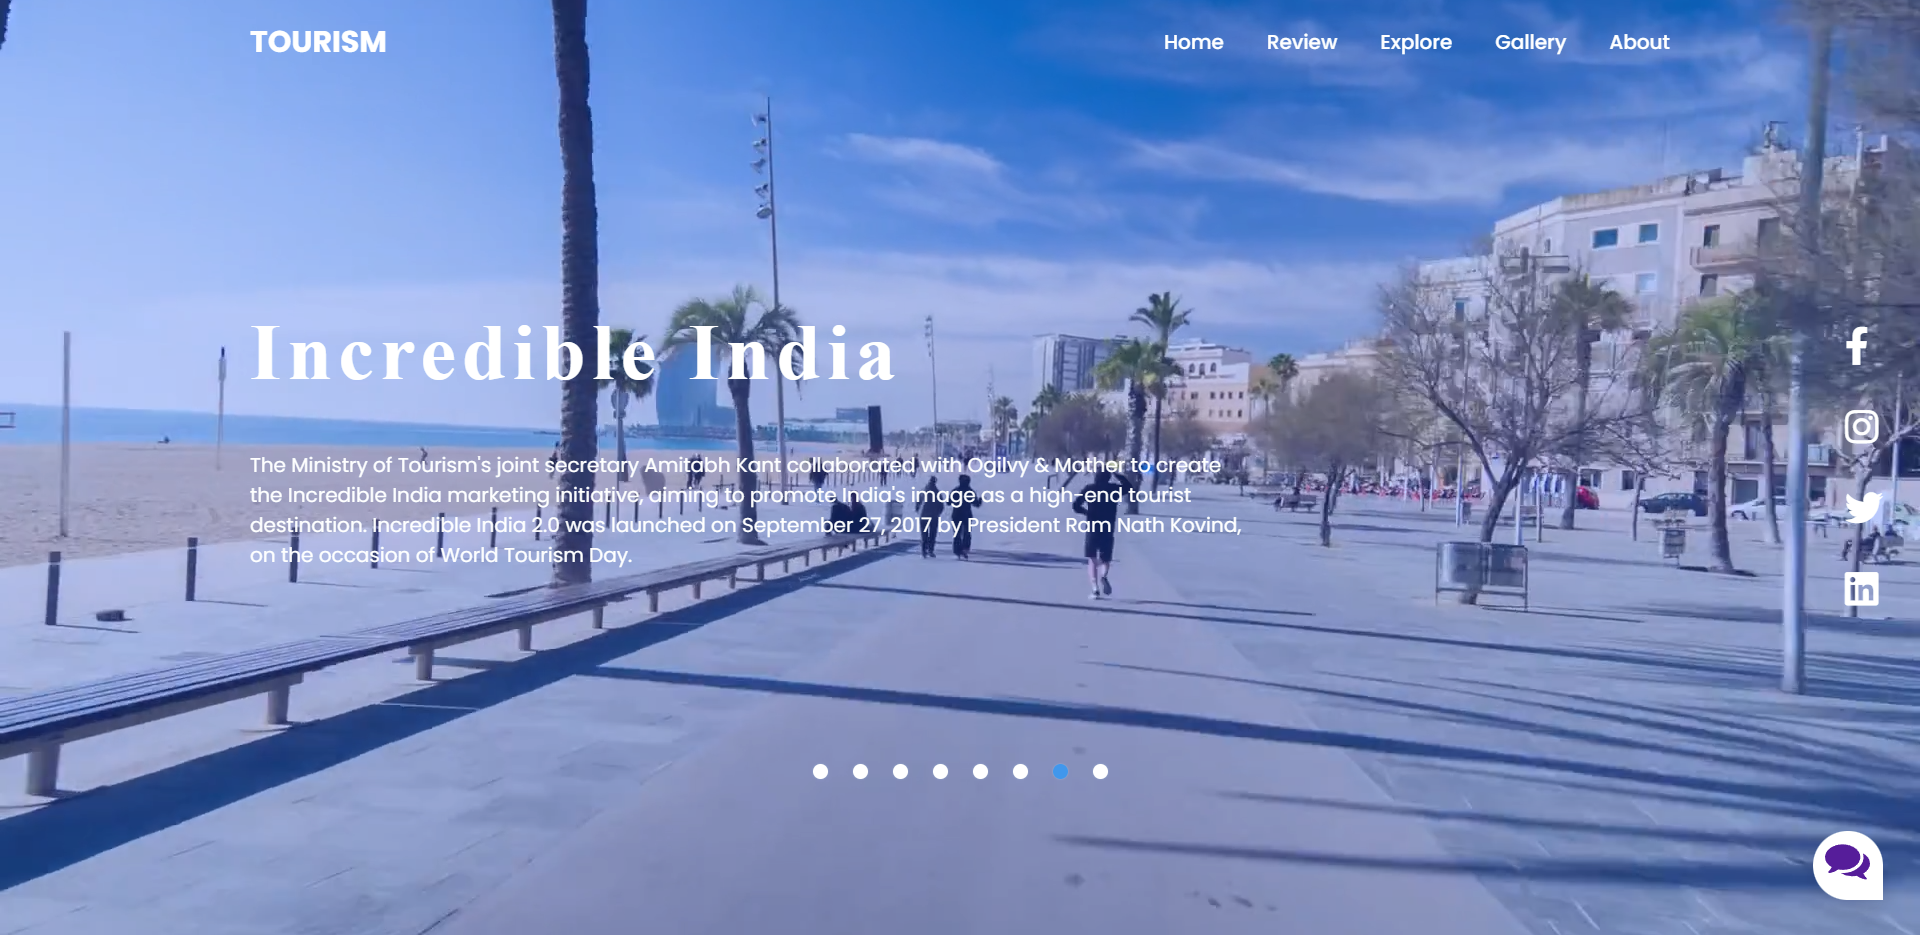 TOURISM
Home Review Explore Gallery About
Incredible India
The Ministry of Tourism's joint secretary Amitabh Kant collaborated with Ogilvy & Mather to create
the Incredible India marketing initiative, aiming to promote India's image as a high-end tourist
destination. Incredible India 2.0 was launched on September 27, 2017 by President Ram Nath Kovind,
on the occasion of World Tourism Day.